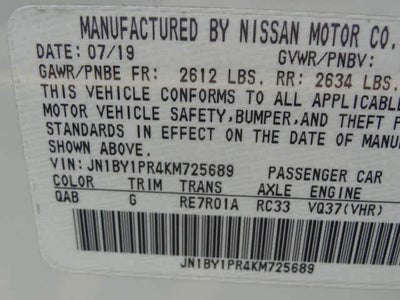 MANUFACTURED BY NISSAN MOTOR CO.
DATE: 07/19 GVWR/PNBV:
GAWR/PNBE FR: 2612 LBS. RR: 2634 LBS.
THIS VEHICLE CONFORMS TO ALL APPLICABLE
MOTOR VEHICLE SAFETY, BUMPER, AND THEFT
STANDARDS IN EFFECT ON THE DATE OF MANU
SHOWN ABOVE.
VIN: JN1BY1PR4KM725689 PASSENGER CAR
COLOR TRIM TRANS AXLE ENGINE
QAB G RE7R01A RC33 VQ37(VHR)
JN1BY1PR4KM725689